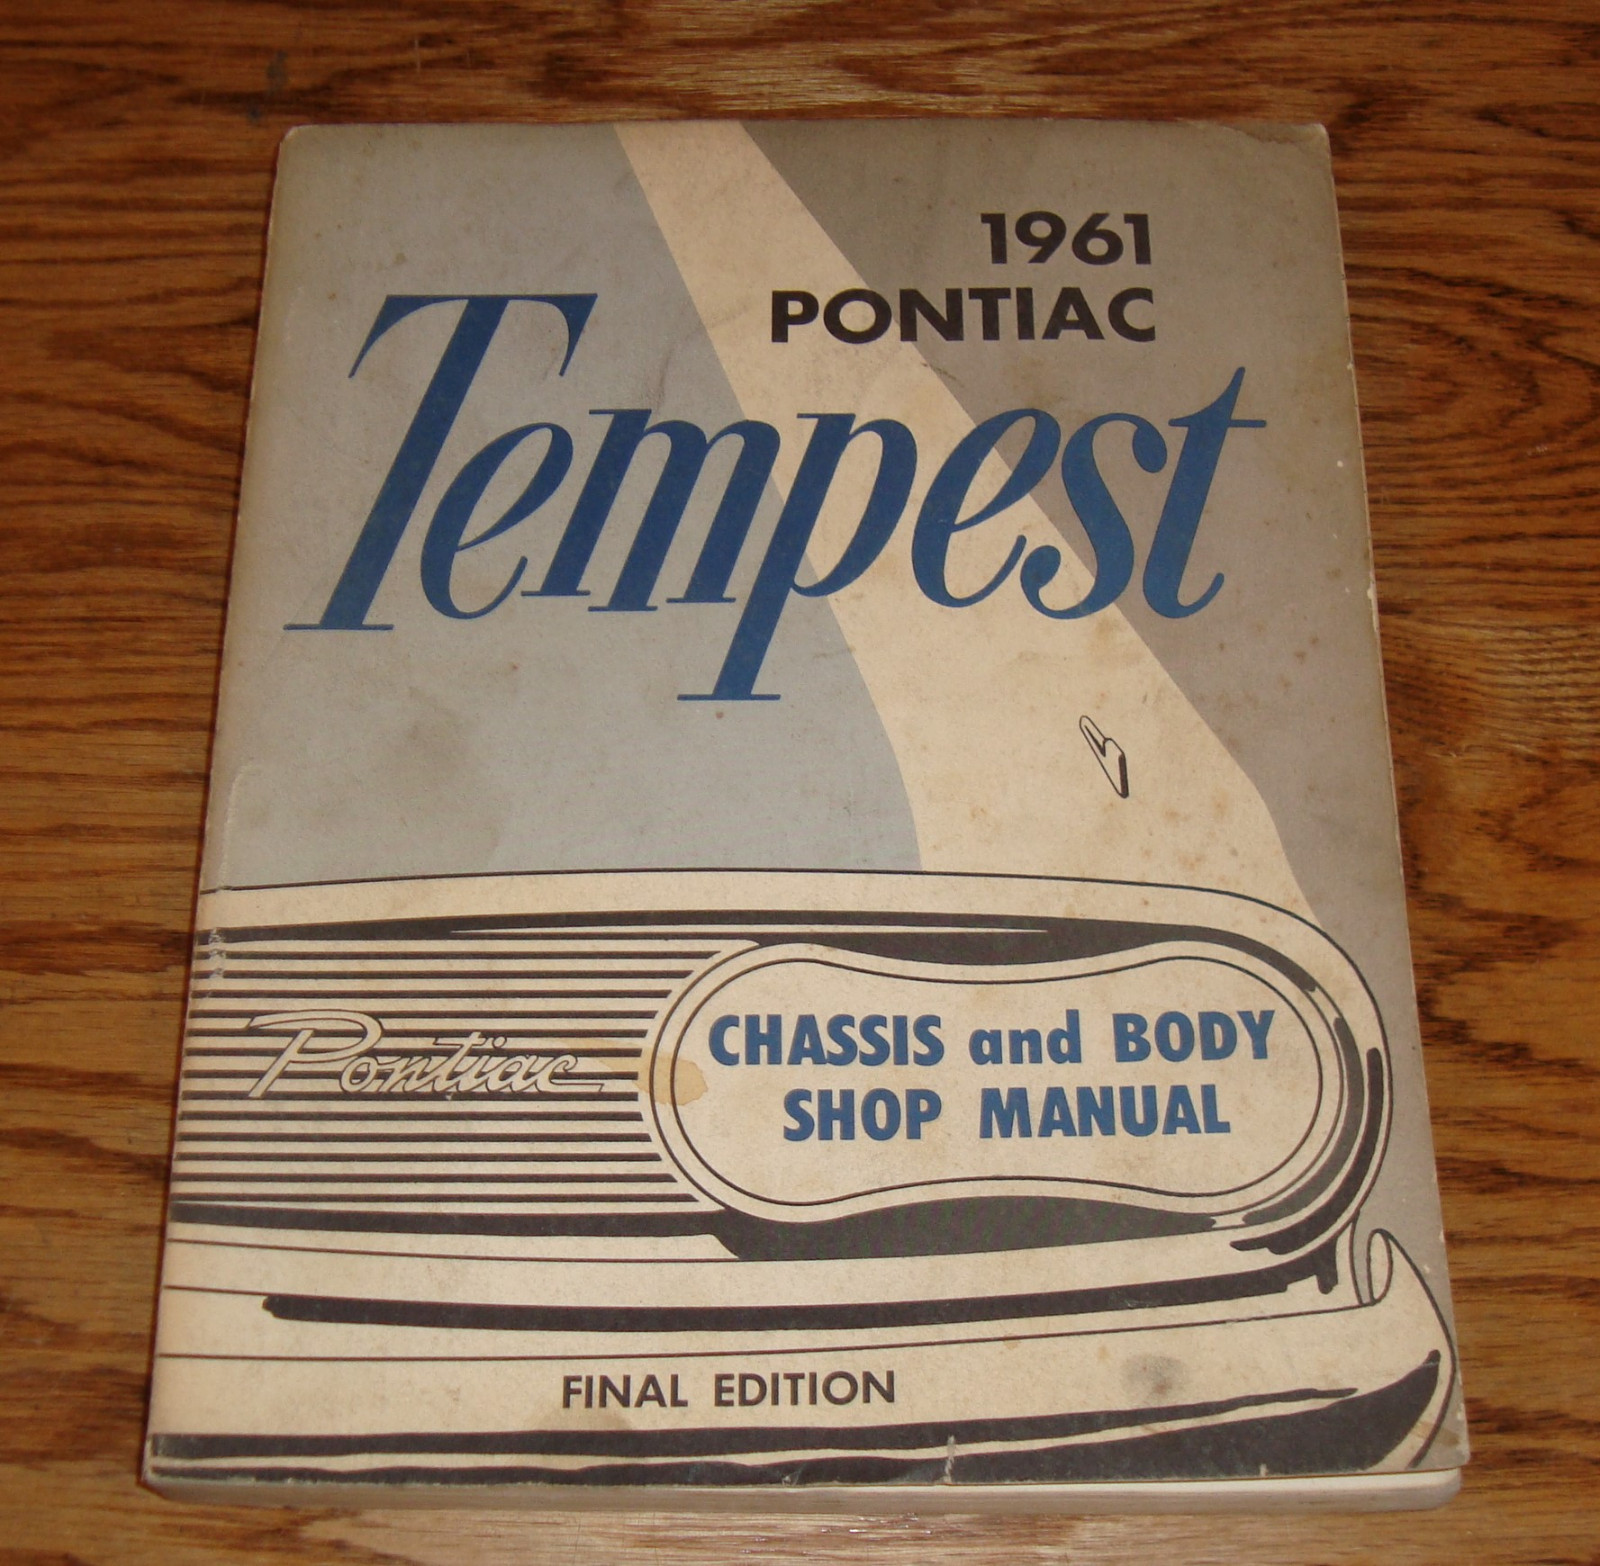 1961
PONTIAC
Tempest
Pontiac
CHASSIS and BODY
SHOP MANUAL
FINAL EDITION